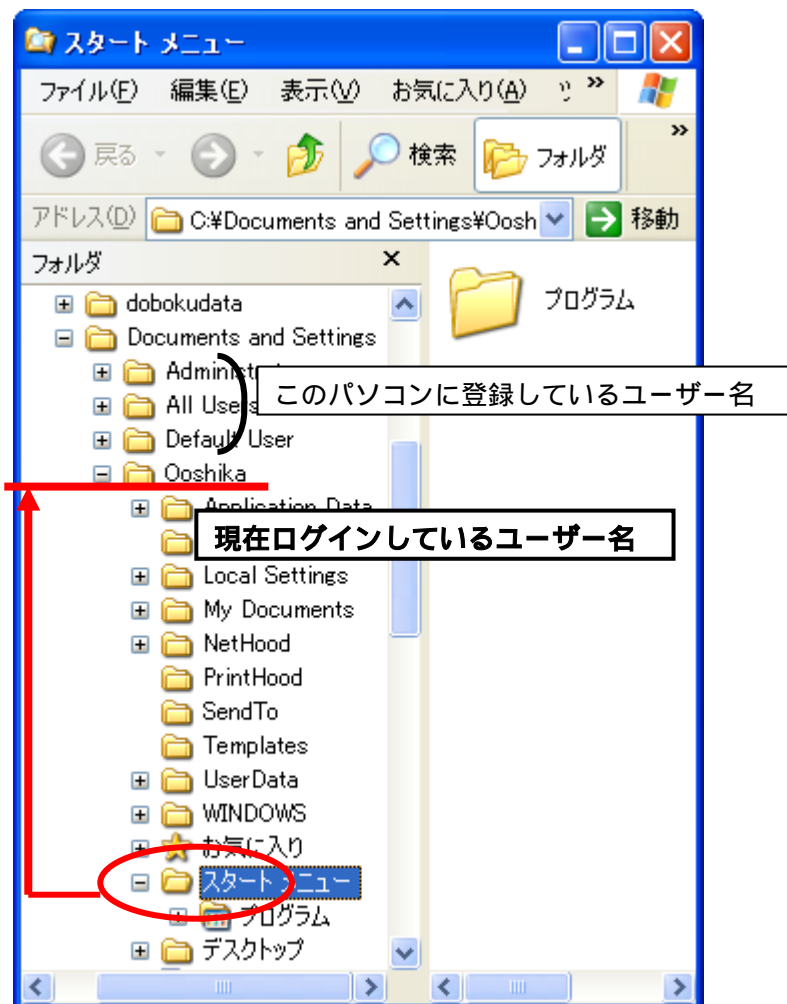 スタート メニュー
ファイル(F) 編集(E) 表示(V) お気に入り(A) »
戻る 検索 フォルダ »
アドレス(D) C:¥Documents and Settings¥Oosh 移動
フォルダ ×
dobokudata
プログラム
Documents and Settings
このパソコンに登録しているユーザー名
All Users
Default User
Ooshika
Application Data
現在ログインしているユーザー名
Local Settings
My Documents
NetHood
PrintHood
SendTo
Templates
UserData
WINDOWS
お気に入り
スタート メニュー
プログラム
デスクトップ